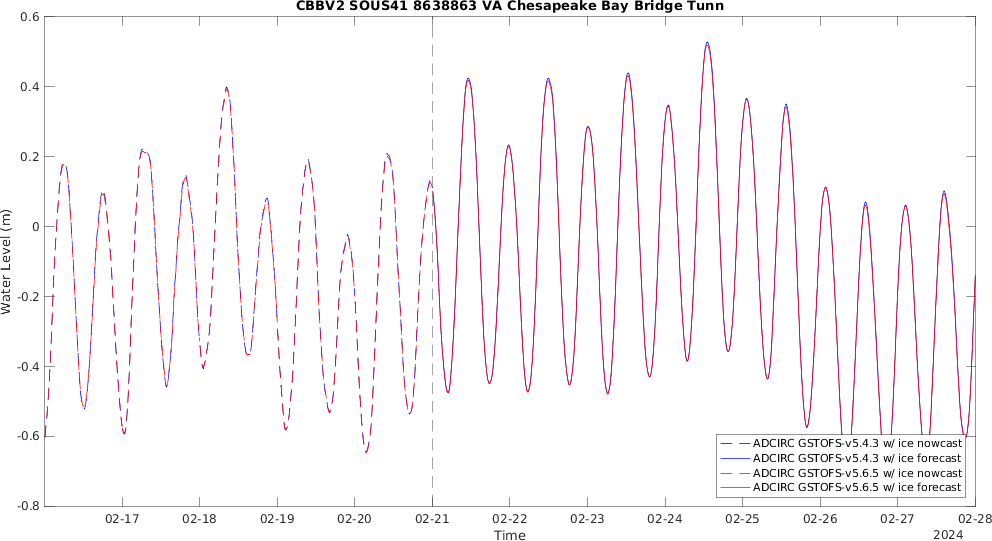 CBBV2 SOUS41 8638863 VA Chesapeake Bay Bridge Tunn
0.6
0.4
0.2
0
-0.2
-0.4
-0.6
-0.8
Water Level (m)
ADCIRC GSTOFS-v5.4.3 w/ ice nowcast
ADCIRC GSTOFS-v5.4.3 w/ ice forecast
ADCIRC GSTOFS-v5.6.5 w/ ice nowcast
ADCIRC GSTOFS-v5.6.5 w/ ice forecast
02-17 02-18 02-19 02-20 02-21 02-22 02-23 02-24 02-25 02-26 02-27 02-28
Time
2024